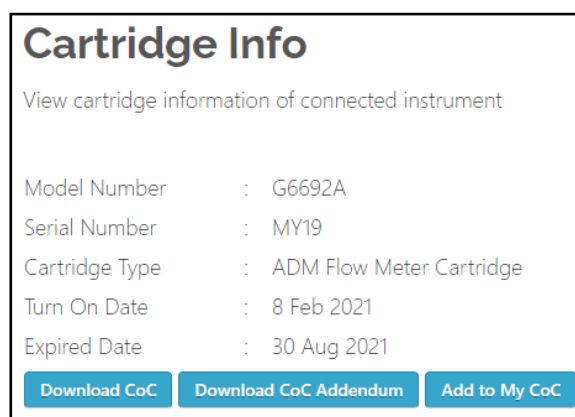 Cartridge Info
View cartridge information of connected instrument
Model Number : G6692A
Serial Number : MY19
Cartridge Type : ADM Flow Meter Cartridge
Turn On Date : 8 Feb 2021
Expired Date : 30 Aug 2021
Download CoC Download CoC Addendum Add to My CoC